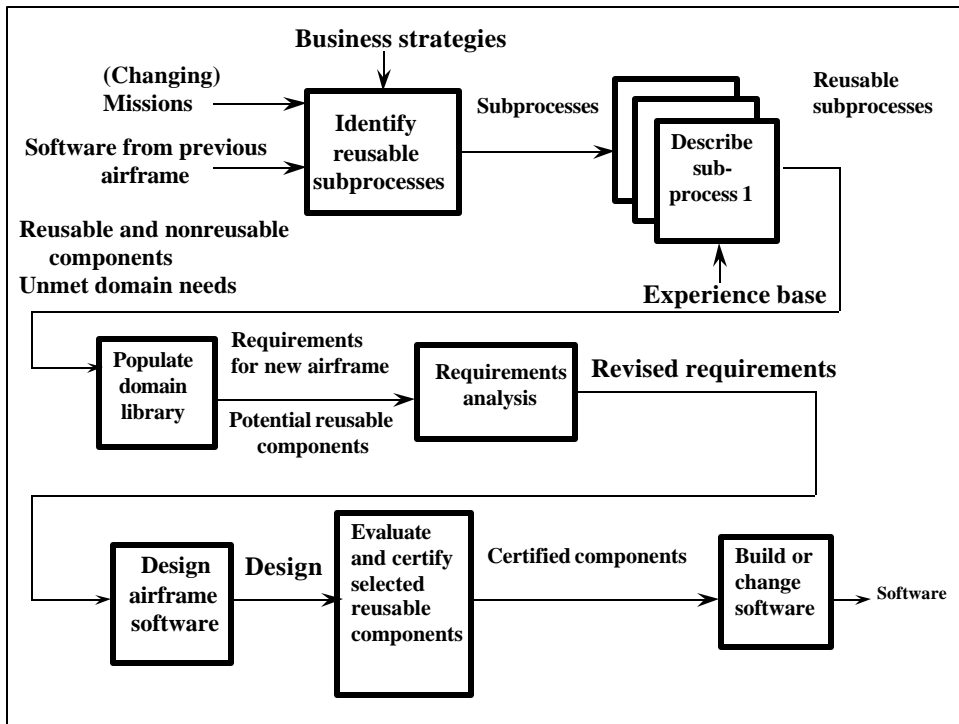 Business strategies
(Changing)
Missions
Software from previous
airframe
Identify
reusable
subprocesses
Subprocesses
Describe
sub-
process 1
Reusable
subprocesses
Experience base
Reusable and nonreusable
components
Unmet domain needs
Populate
domain
library
Requirements
for new airframe
Potential reusable
components
Requirements
analysis
Revised requirements
Design
airframe
software
Design
Evaluate
and certify
selected
reusable
components
Certified components
Build or
change
software
Software